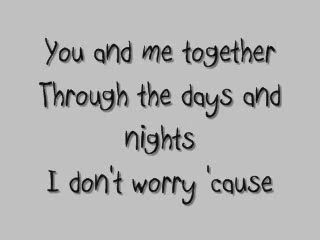 You and me together
Through the days and
nights
I don't worry 'cause